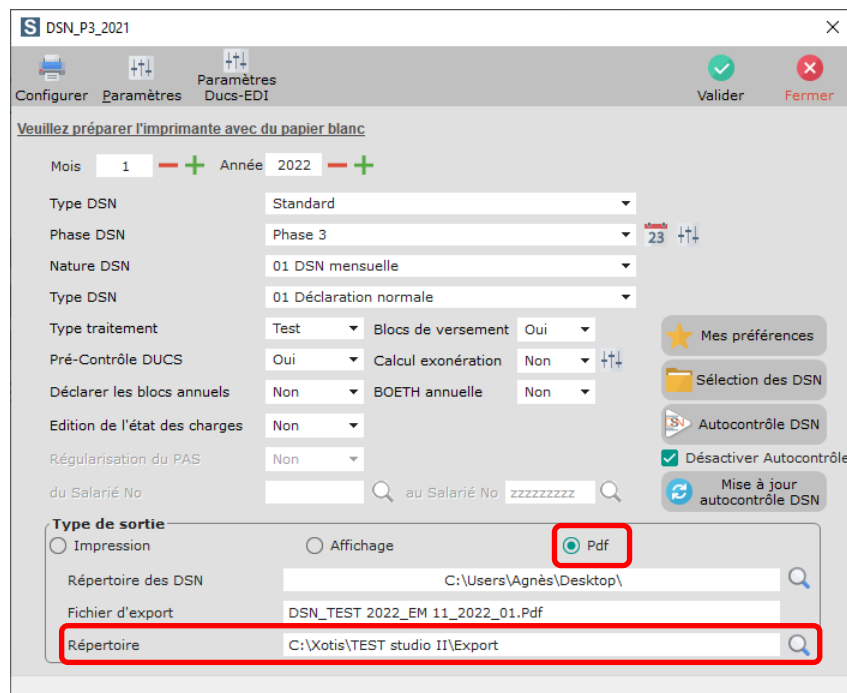 S DSN_P3_2021
Configurer Paramètres Paramètres Ducs-EDI Valider Fermer
Veuillez préparer l'imprimante avec du papier blanc
Mois 1 Année 2022
Type DSN Standard
Phase DSN Phase 3 23
Nature DSN 01 DSN mensuelle
Type DSN 01 Déclaration normale
Type traitement Test Blocs de versement Oui Mes préférences
Pré-Contrôle DUCS Oui Calcul exonération Non Sélection des DSN
Déclarer les blocs annuels Non BOETH annuelle Non
Edition de l'état des charges Non DSN Autocontrôle DSN
Régularisation du PAS Non Désactiver Autocontrôle
du Salarié No au Salarié No zzzzzzzzz Mise à jour autocontrôle DSN
Type de sortie
Impression Affichage Pdf
Répertoire des DSN C:\Users\Agnès\Desktop\
Fichier d'export DSN_TEST 2022_EM 11_2022_01.Pdf
Répertoire C:\Xotis\TEST studio II\Export